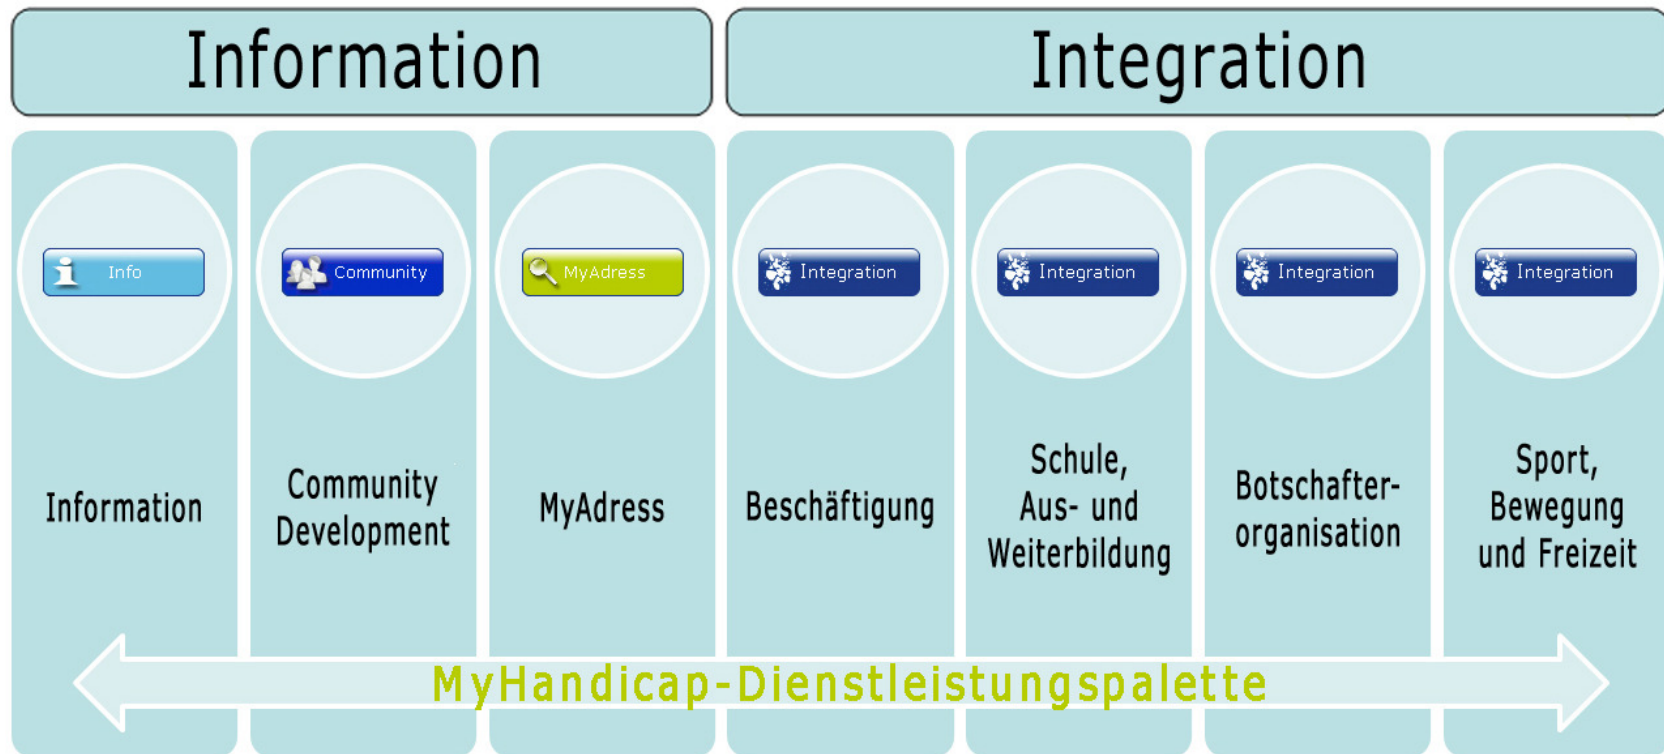 Information
Integration
Info
Community
MyAdress
Integration
Integration
Integration
Integration
Information
Community
Development
MyAdress
Beschäftigung
Schule,
Aus- und
Weiterbildung
Botschafter-
organisation
Sport,
Bewegung
und Freizeit
MyHandicap-Dienstleistungspalette